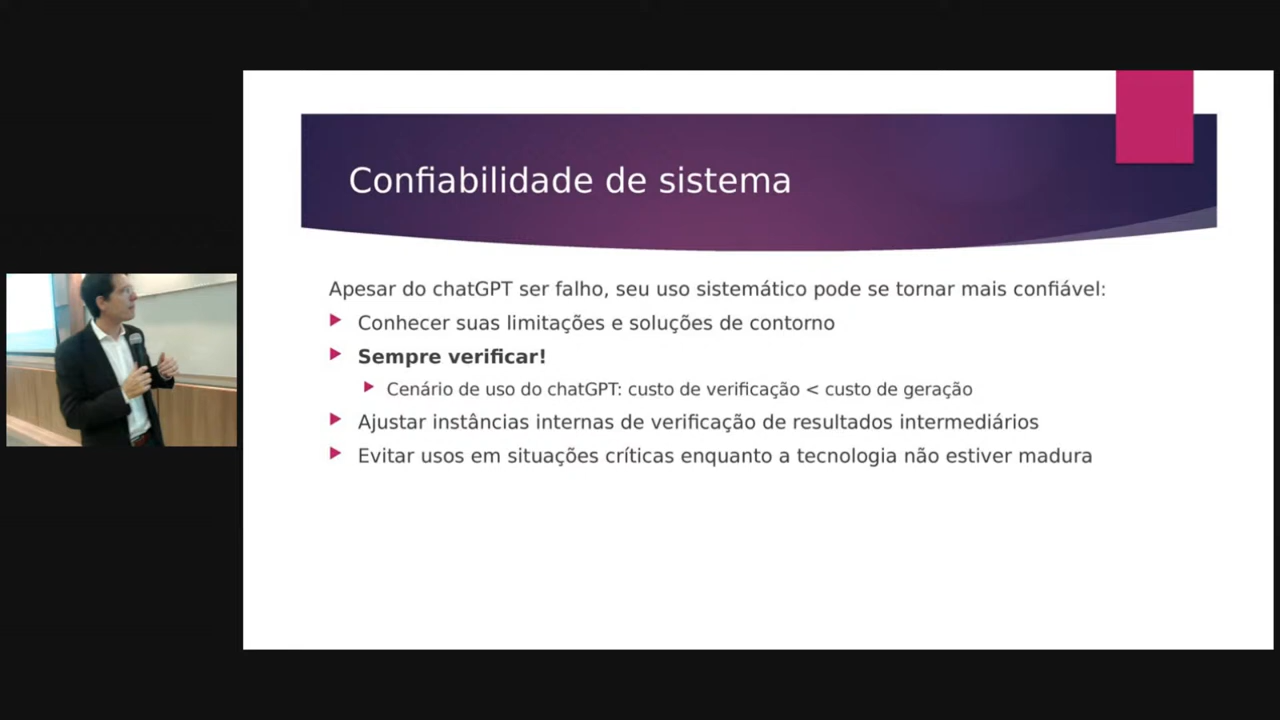 Confiabilidade de sistema
Apesar do chatGPT ser falho, seu uso sistemático pode se tornar mais confiável:
Conhecer suas limitações e soluções de contorno
Sempre verificar!
Cenário de uso do chatGPT: custo de verificação < custo de geração
Ajustar instâncias internas de verificação de resultados intermediários
Evitar usos em situações críticas enquanto a tecnologia não estiver madura